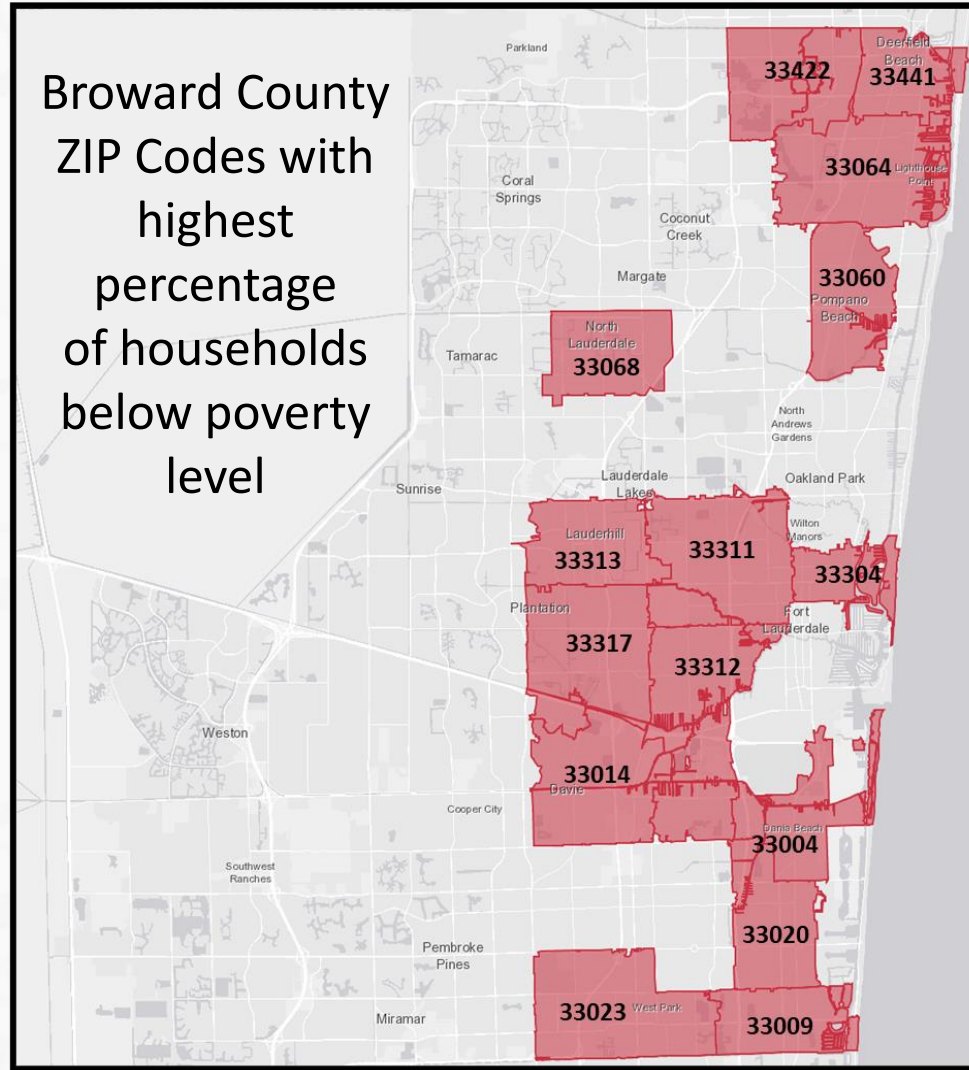 Broward County
ZIP Codes with
highest
percentage
of households
below poverty
level
Parkland
Deerfield
Beach
33422
33441
33064
Lighthouse
Point
Coral
Springs
Coconut
Creek
Margate
33060
Pompano
Beach
North
Lauderdale
33068
Tamarac
North
Andrews
Gardens
Lauderdale
Lakes
Oakland Park
Sunrise
Wilton
Manors
Lauderhill
33313
33311
33304
Plantation
Fort
Lauderdale
33317
33312
Weston
33014
Davie
Cooper City
Dania Beach
33004
Southwest
Ranches
33020
Pembroke
Pines
33023
West Park
Miramar
33009